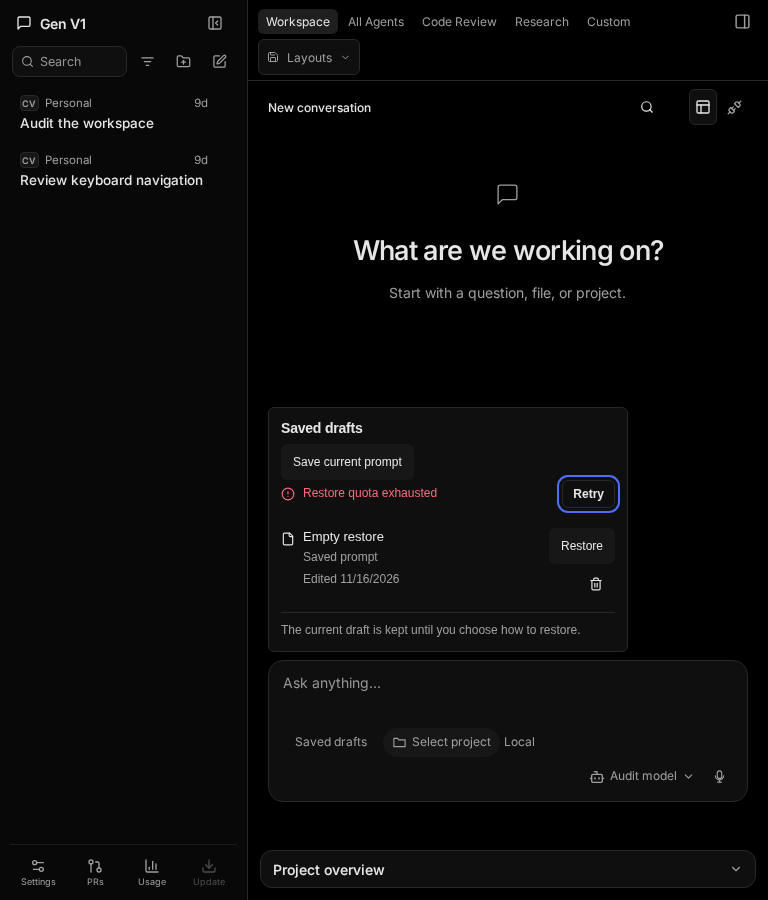 Gen V1
Search
CV Personal 9d
Audit the workspace
CV Personal 9d
Review keyboard navigation
Settings
PRs
Usage
Update
Workspace
All Agents
Code Review
Research
Custom
Layouts
New conversation
What are we working on?
Start with a question, file, or project.
Saved drafts
Save current prompt
Restore quota exhausted
Retry
Empty restore
Restore
Saved prompt
Edited 11/16/2026
The current draft is kept until you choose how to restore.
Ask anything...
Saved drafts
Select project
Local
Audit model
Project overview